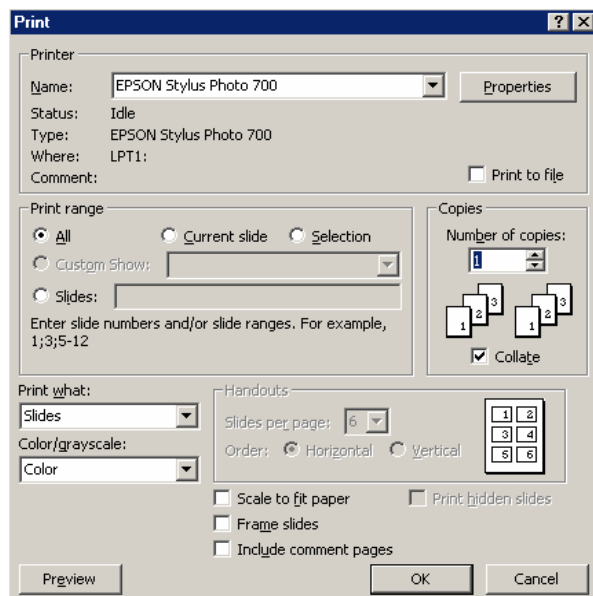 Print
Printer
Name: EPSON Stylus Photo 700 Properties
Status: Idle
Type: EPSON Stylus Photo 700
Where: LPT1:
Comment: Print to file
Print range
All Current slide Selection
Custom Show:
Slides:
Enter slide numbers and/or slide ranges. For example,
1;3;5-12
Copies
Number of copies:
1
1 2 3 1 2 3
Collate
Print what:
Slides
Color/grayscale:
Color
Handouts
Slides per page: 6
Order: Horizontal Vertical
1 2
3 4
5 6
Scale to fit paper Print hidden slides
Frame slides
Include comment pages
Preview OK Cancel